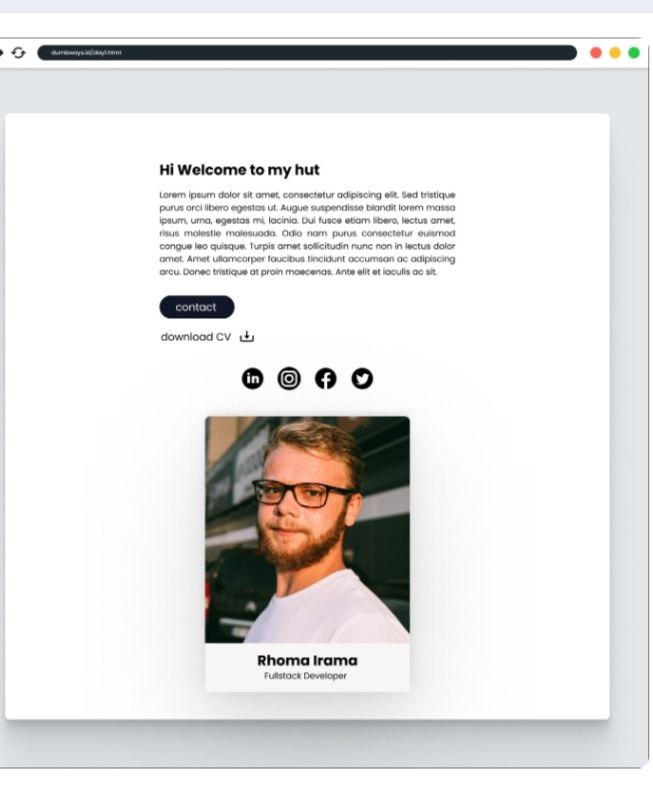 dumbways.id/day1.html
Hi Welcome to my hut
Lorem ipsum dolor sit amet, consectetur adipiscing elit. Sed tristique
purus orci libero egestas ut. Augue suspendisse blandit lorem massa
ipsum, urna, egestas mi, lacinia. Dui fusce etiam libero, lectus amet,
risus molestie malesuada. Odio nam purus consectetur euismod
congue leo quisque. Turpis amet sollicitudin nunc non in lectus dolor
amet. Amet ullamcorper faucibus tincidunt accumsan ac adipiscing
arcu. Donec tristique at proin maecenas. Ante elit et iaculis ac sit.
contact
download CV
in
Rhoma Irama
Fullstack Developer